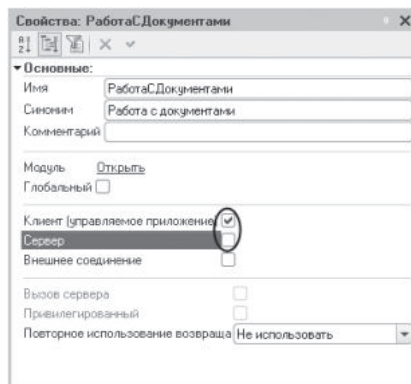 Свойства: РаботаСДокументами
Основные:
Имя РаботаСДокументами
Синоним Работа с документами
Комментарий
Модуль Открыть
Глобальный
Клиент (управляемое приложение
Сервер
Внешнее соединение
Вызов сервера
Привилегированный
Повторное использование возвраща Не использовать